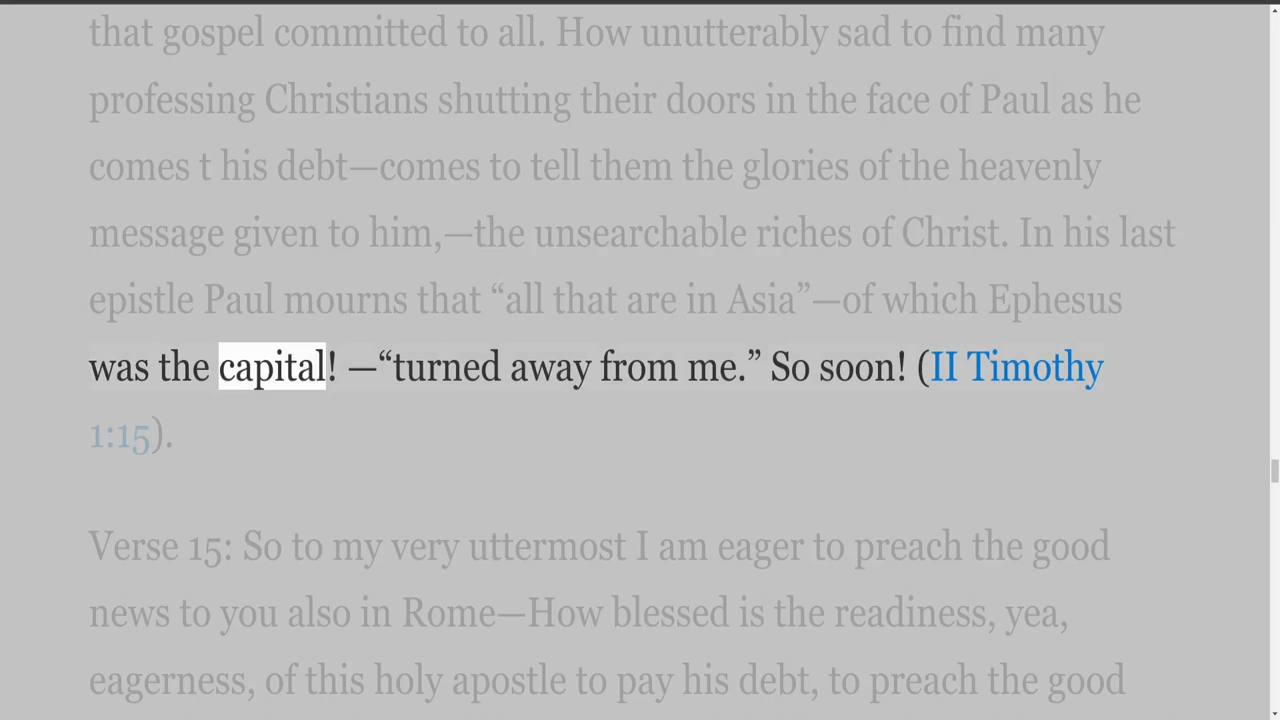 that gospel committed to all. How unutterably sad to find many
professing Christians shutting their doors in the face of Paul as he
comes t his debt—comes to tell them the glories of the heavenly
message given to him,—the unsearchable riches of Christ. In his last
epistle Paul mourns that “all that are in Asia”—of which Ephesus
was the capital! —“turned away from me.” So soon! (II Timothy
1:15).
Verse 15: So to my very uttermost I am eager to preach the good
news to you also in Rome—How blessed is the readiness, yea,
eagerness, of this holy apostle to pay his debt, to preach the good